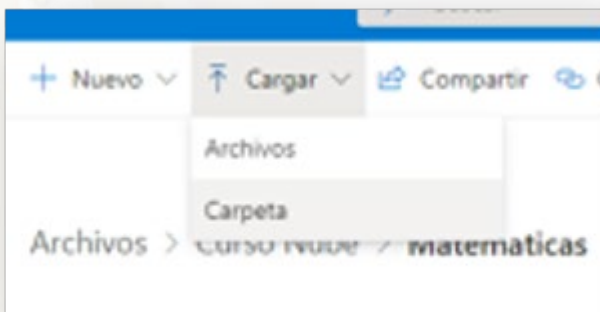 Nuevo Cargar Compartir
Archivos
Carpeta
Archivos > Curso Nube > Matematicas